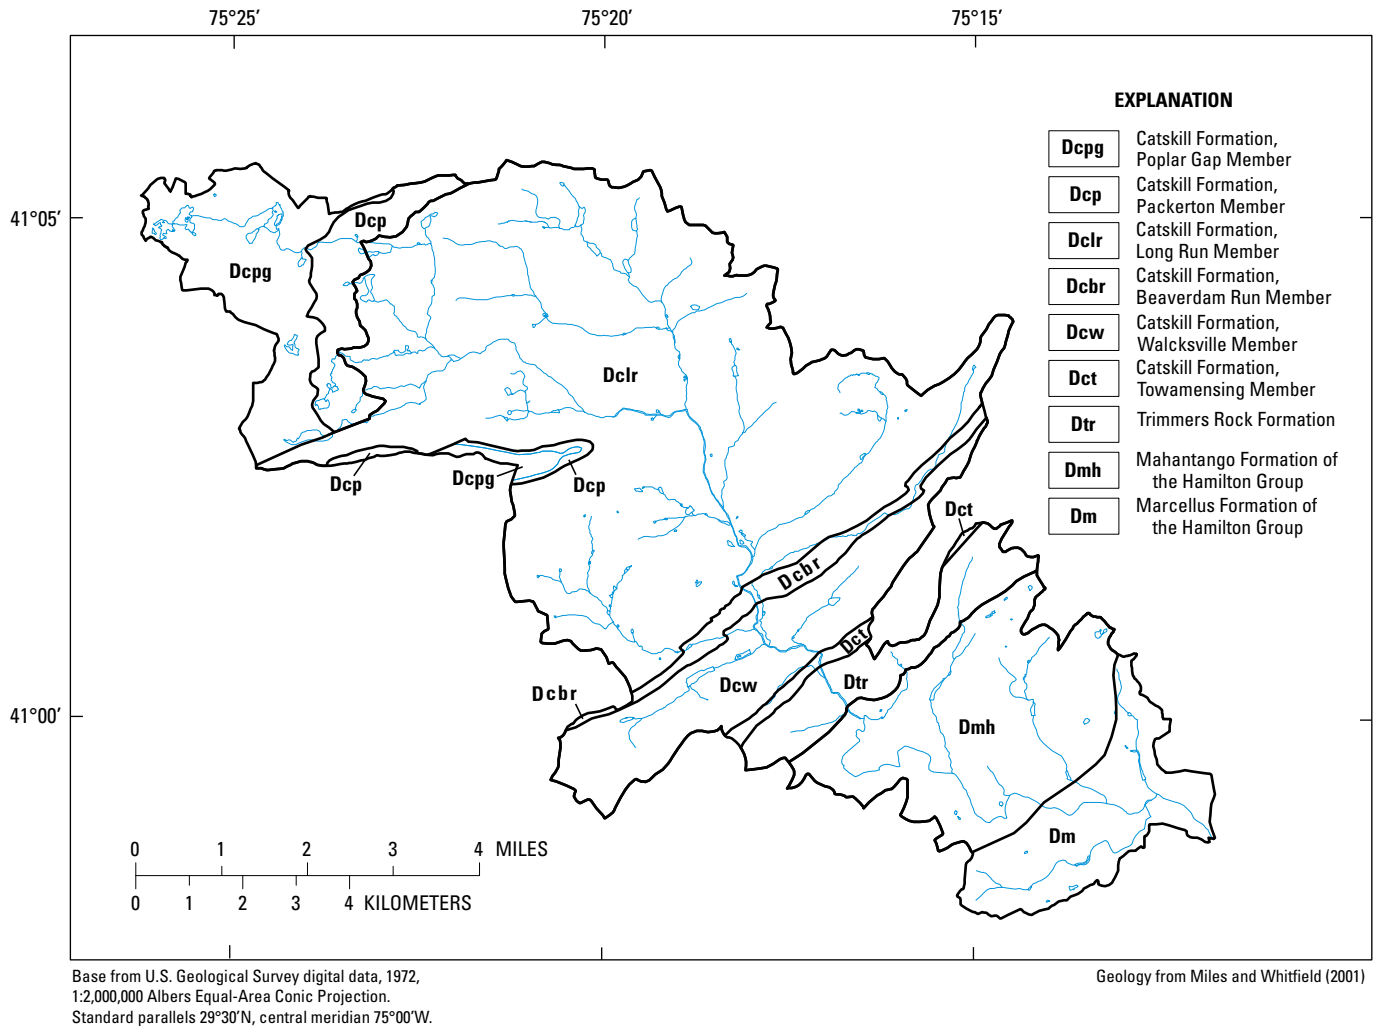 75°25′ 75°20′ 75°15′
EXPLANATION
Dcpg Catskill Formation,
Poplar Gap Member
Dcp Catskill Formation,
Packerton Member
Dclr Catskill Formation,
Long Run Member
Dcbr Catskill Formation,
Beaverdam Run Member
Dcw Catskill Formation,
Walcksville Member
Dct Catskill Formation,
Towamensing Member
Dtr Trimmers Rock Formation
Dmh Mahantango Formation of
the Hamilton Group
Dm Marcellus Formation of
the Hamilton Group
41°05′
Dcp
Dcpg
Dclr
Dcp
Dcpg
Dcp
Dct
Dcbr
Dct
Dtr
Dcw
Dcbr
41°00′
Dmh
Dm
0 1 2 3 4 MILES
0 1 2 3 4 KILOMETERS
Base from U.S. Geological Survey digital data, 1972,
1:2,000,000 Albers Equal-Area Conic Projection.
Standard parallels 29°30′N, central meridian 75°00′W.
Geology from Miles and Whitfield (2001)